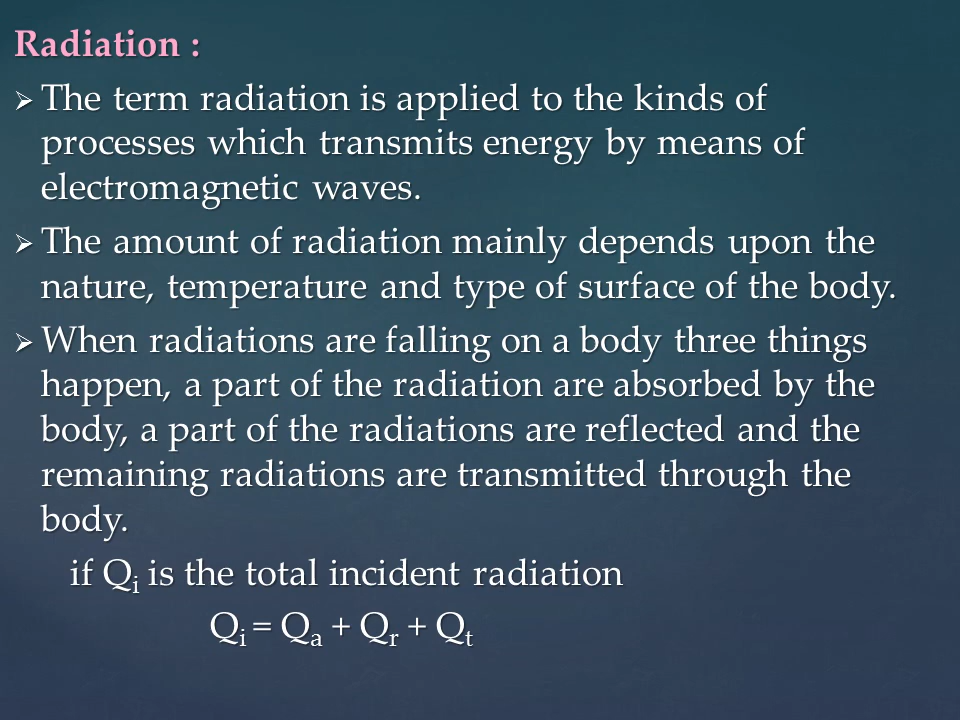 Radiation :
➢ The term radiation is applied to the kinds of
processes which transmits energy by means of
electromagnetic waves.
➢ The amount of radiation mainly depends upon the
nature, temperature and type of surface of the body.
➢ When radiations are falling on a body three things
happen, a part of the radiation are absorbed by the
body, a part of the radiations are reflected and the
remaining radiations are transmitted through the
body.
if Qi is the total incident radiation
Qi = Qa + Qr + Qt